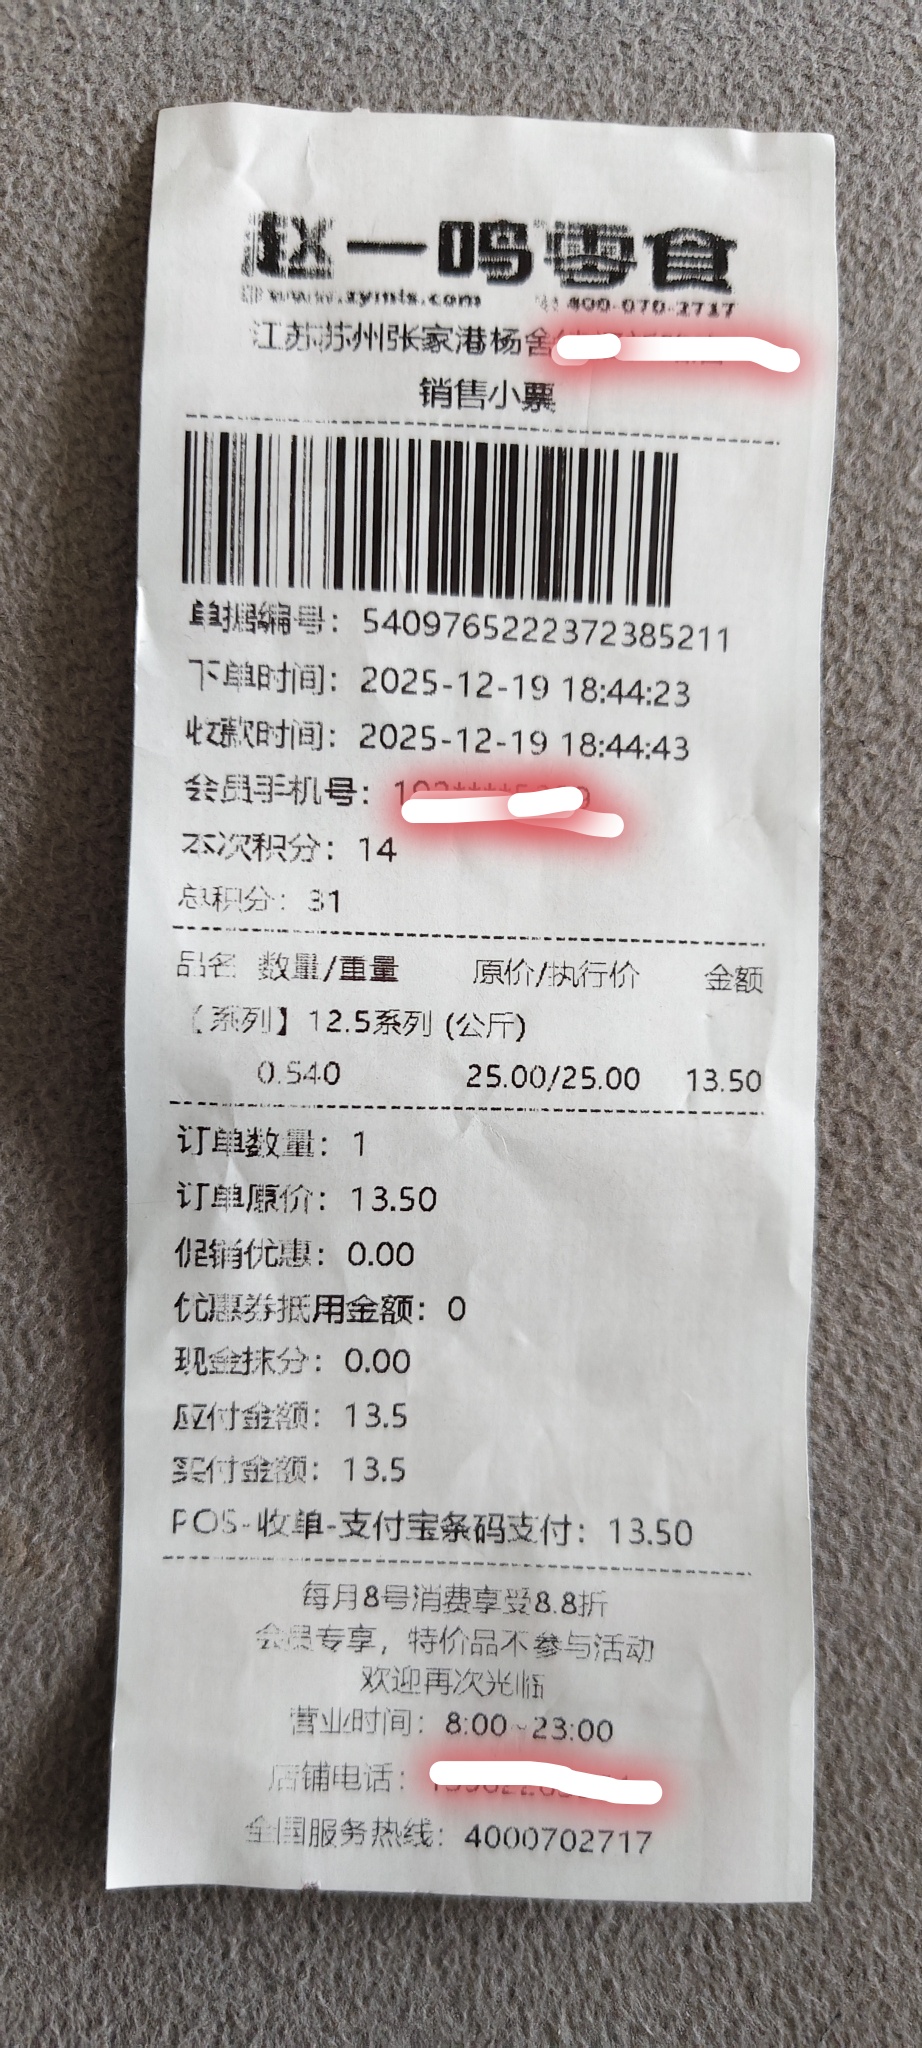 赵一鸣零食
www.zymls.com 400-070-2717
江苏苏州张家港杨舍
销售小票
单据编号：5409765222372385211
下单时间：2025-12-19 18:44:23
收款时间：2025-12-19 18:44:43
会员手机号：
本次积分：14
总积分：31
品名 数量/重量 原价/执行价 金额
【系列】12.5系列 (公斤)
0.540 25.00/25.00 13.50
订单数量：1
订单原价：13.50
促销优惠：0.00
优惠券抵用金额：0
现金抹分：0.00
应付金额：13.5
实付金额：13.5
POS-收单-支付宝条码支付：13.50
每月8号消费享受8.8折
会员专享，特价品不参与活动
欢迎再次光临
营业时间：8:00~23:00
店铺电话：
全国服务热线：4000702717